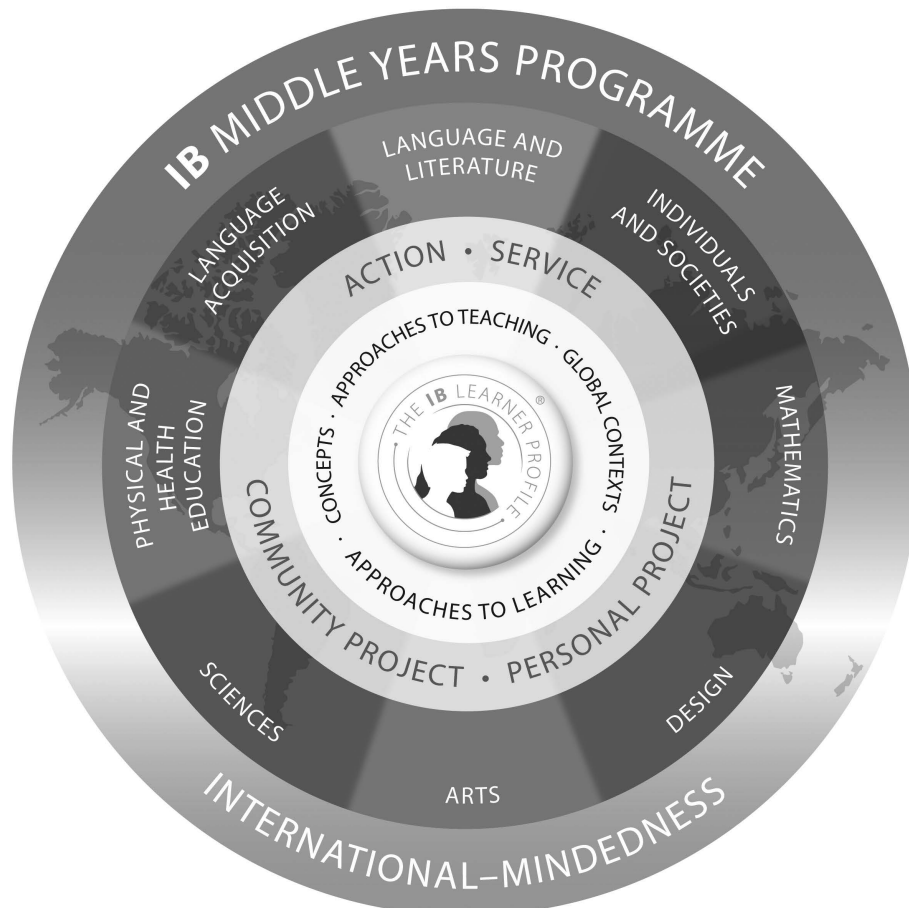 IB MIDDLE YEARS PROGRAMME
LANGUAGE AND
LITERATURE
INDIVIDUALS
AND SOCIETIES
MATHEMATICS
DESIGN
ARTS
SCIENCES
PHYSICAL AND
HEALTH
EDUCATION
LANGUAGE
ACQUISITION
ACTION • SERVICE
PERSONAL PROJECT
• COMMUNITY PROJECT
APPROACHES TO TEACHING ·
GLOBAL CONTEXTS ·
APPROACHES TO LEARNING ·
CONCEPTS ·
• THE IB LEARNER PROFILE •
®
INTERNATIONAL–MINDEDNESS